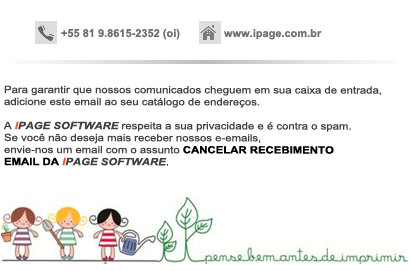 +55 81 9.8615-2352 (oi) www.ipage.com.br
Para garantir que nossos comunicados cheguem em sua caixa de entrada,
adicione este email ao seu catálogo de endereços.
A IPAGE SOFTWARE respeita a sua privacidade e é contra o spam.
Se você não deseja mais receber nossos e-emails,
envie-nos um email com o assunto CANCELAR RECEBIMENTO
EMAIL DA IPAGE SOFTWARE.
pense bem antes de imprimir